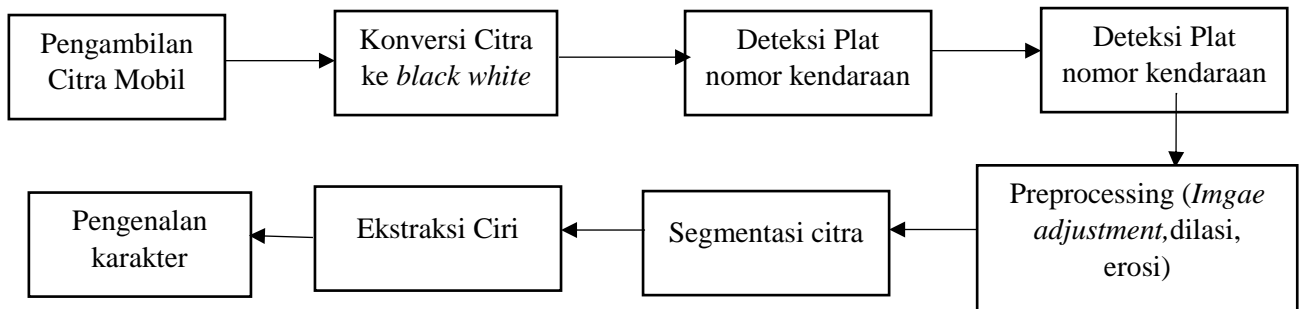 Pengambilan
Citra Mobil
Konversi Citra
ke black white
Deteksi Plat
nomor kendaraan
Deteksi Plat
nomor kendaraan
Preprocessing (Imgae
adjustment,dilasi,
erosi)
Segmentasi citra
Ekstraksi Ciri
Pengenalan
karakter